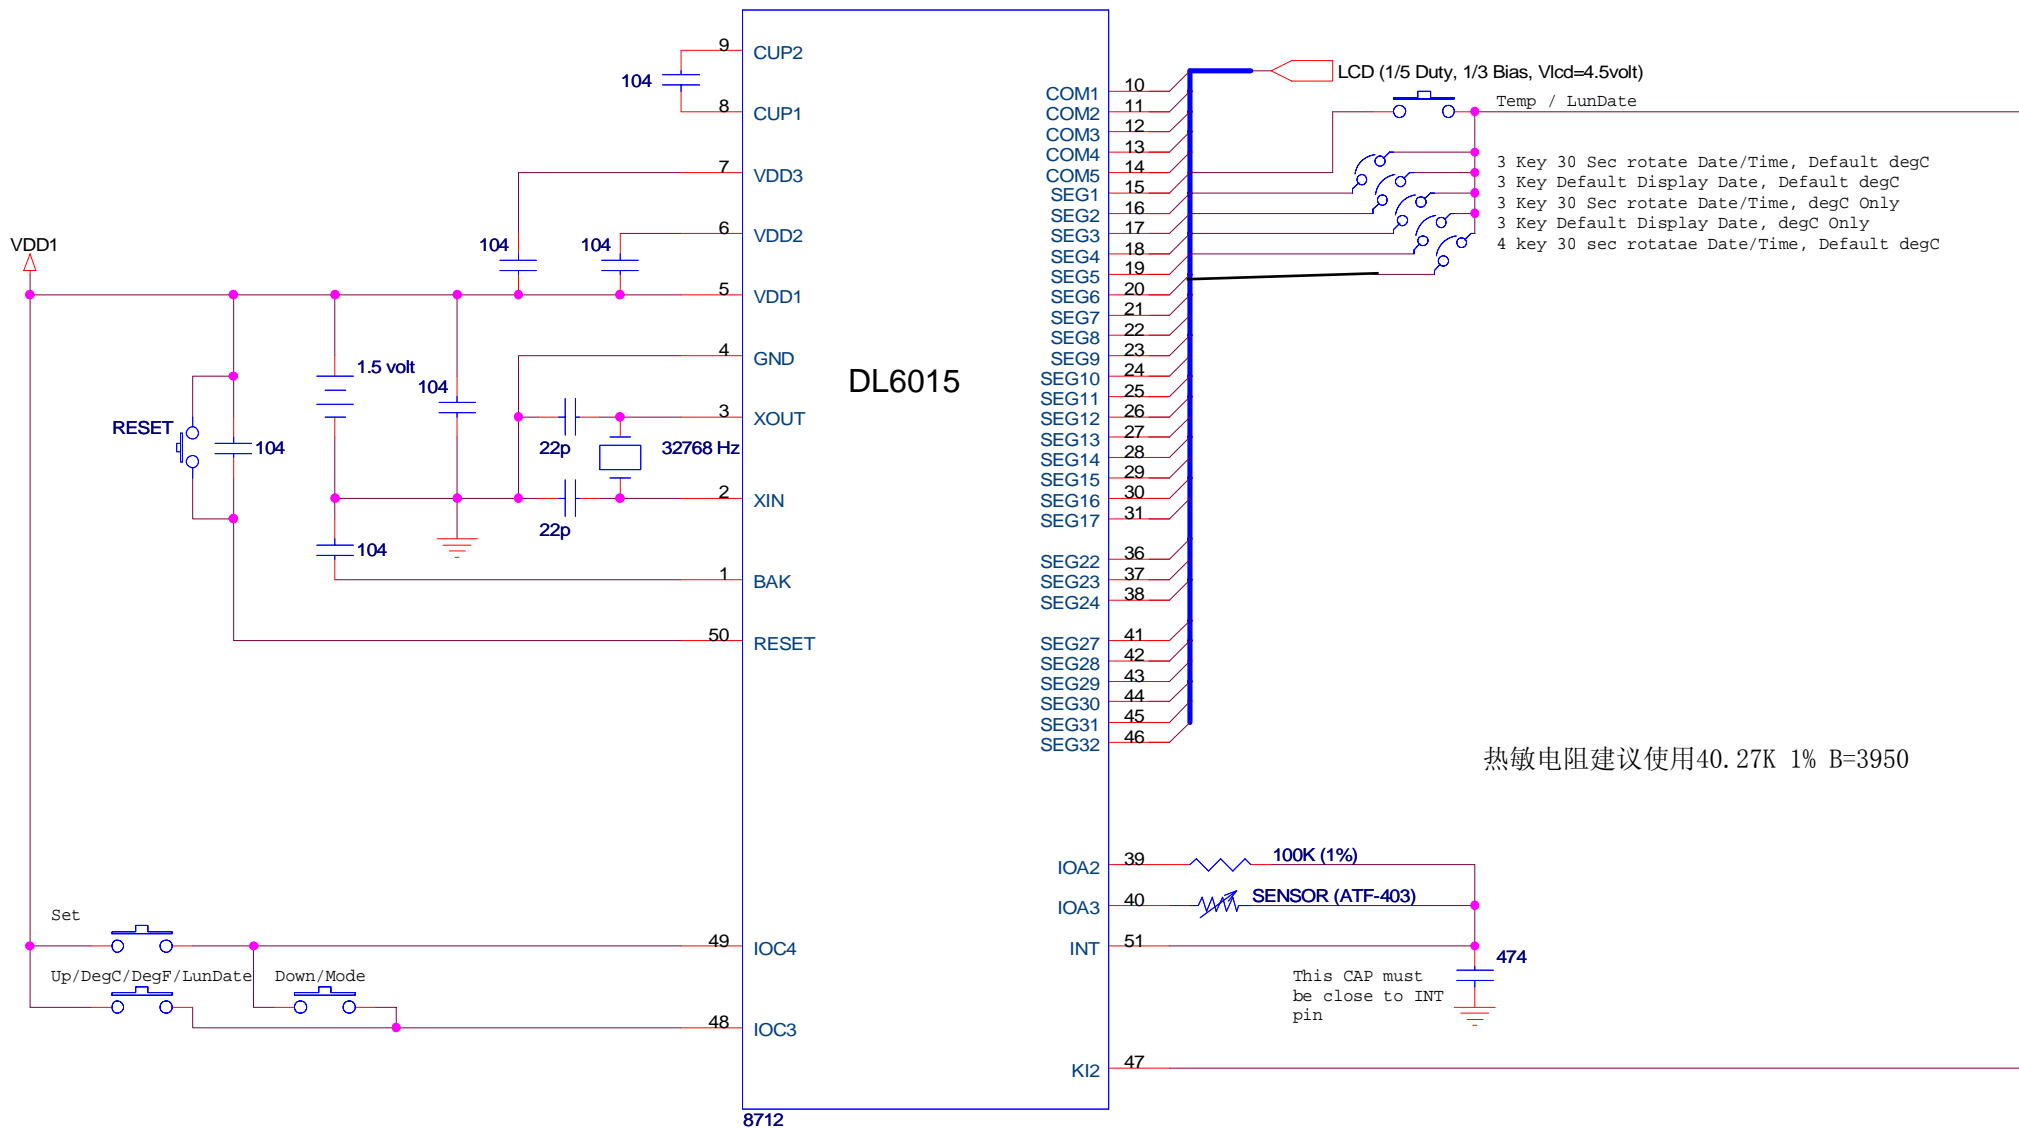 9
CUP2
104
8
CUP1
7
VDD3
6
VDD2
104
104
VDD1
5
VDD1
4
GND
1.5 volt
104
3
XOUT
RESET
104
22p
32768 Hz
2
XIN
22p
104
1
BAK
50
RESET
DL6015
LCD (1/5 Duty, 1/3 Bias, Vlcd=4.5volt)
Temp / LunDate
3 Key 30 Sec rotate Date/Time, Default degC
3 Key Default Display Date, Default degC
3 Key 30 Sec rotate Date/Time, degC Only
3 Key Default Display Date, degC Only
4 key 30 sec rotatae Date/Time, Default degC
COM1 10
COM2 11
COM3 12
COM4 13
COM5 14
SEG1 15
SEG2 16
SEG3 17
SEG4 18
SEG5 19
SEG6 20
SEG7 21
SEG8 22
SEG9 23
SEG10 24
SEG11 25
SEG12 26
SEG13 27
SEG14 28
SEG15 29
SEG16 30
SEG17 31
SEG22 36
SEG23 37
SEG24 38
SEG27 41
SEG28 42
SEG29 43
SEG30 44
SEG31 45
SEG32 46
热敏电阻建议使用40.27K 1% B=3950
IOA2 39
100K (1%)
IOA3 40
SENSOR (ATF-403)
INT 51
474
This CAP must
be close to INT
pin
KI2 47
Set
49
IOC4
Up/DegC/DegF/LunDate
Down/Mode
48
IOC3
8712